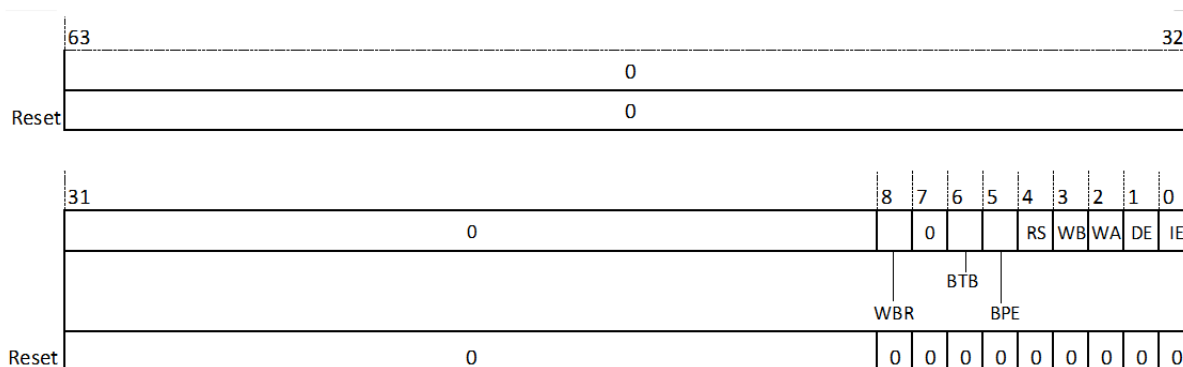 63 32
0
Reset 0
31 8 7 6 5 4 3 2 1 0
0 0 RS WB WA DE IE
BTB
WBR BPE
Reset 0 0 0 0 0 0 0 0 0 0